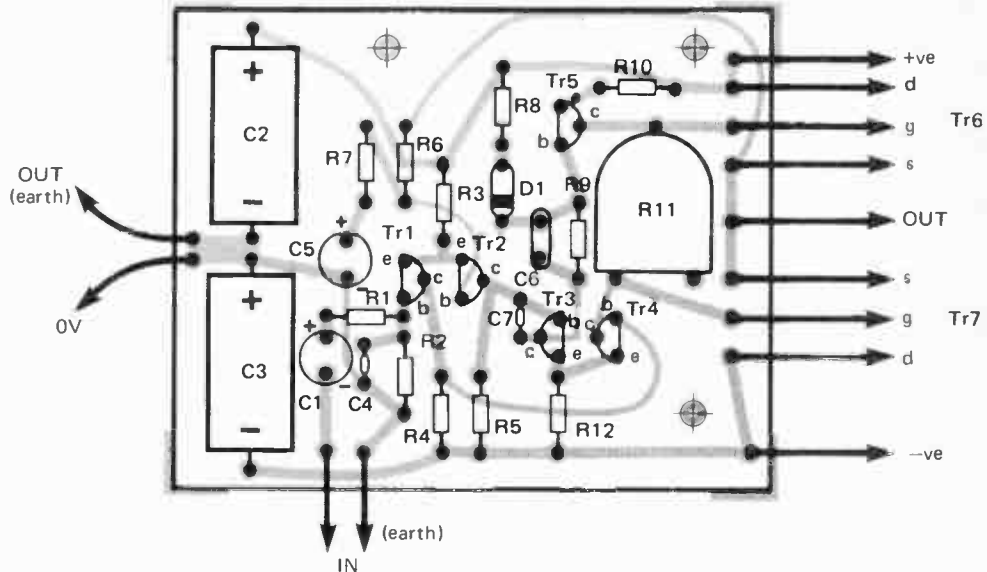 +ve
d
g Tr6
s
OUT
s
g Tr7
d
−ve
OUT
(earth)
0V
+
C2
−
+
C3
−
R7
R6
R8
Tr5
c
b
R10
R3
D1
R9
R11
+
C5
−
Tr1
e
c
b
e
Tr2
c
b
C6
R1
+
C1
−
C4
R2
C7
Tr3
b
c
e
b
Tr4
c
e
R4
R5
R12
(earth)
IN